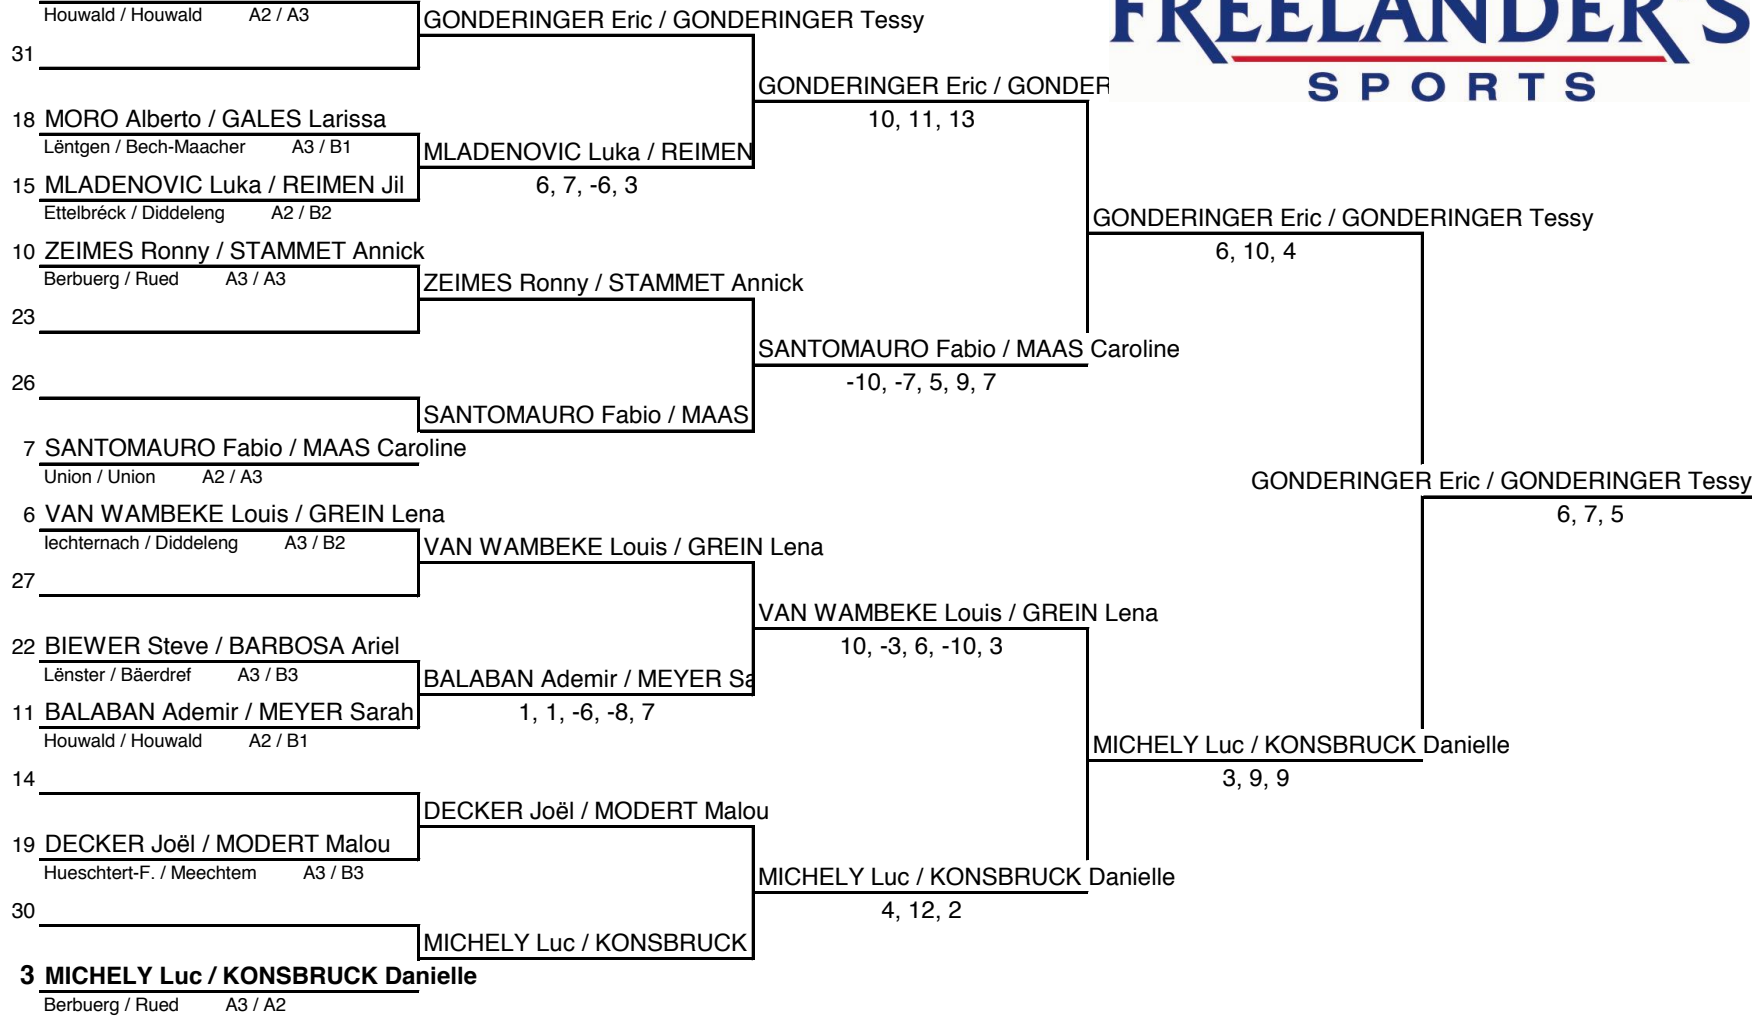 FREELANDER'S
SPORTS
Houwald / Houwald A2 / A3
GONDERINGER Eric / GONDERINGER Tessy
31
GONDERINGER Eric / GONDER
10, 11, 13
18 MORO Alberto / GALES Larissa
Lëntgen / Bech-Maacher A3 / B1
MLADENOVIC Luka / REIMEN
15 MLADENOVIC Luka / REIMEN Jil
6, 7, -6, 3
Ettelbréck / Diddeleng A2 / B2
GONDERINGER Eric / GONDERINGER Tessy
6, 10, 4
10 ZEIMES Ronny / STAMMET Annick
Berbuerg / Rued A3 / A3
ZEIMES Ronny / STAMMET Annick
23
SANTOMAURO Fabio / MAAS Caroline
-10, -7, 5, 9, 7
26
SANTOMAURO Fabio / MAAS
7 SANTOMAURO Fabio / MAAS Caroline
Union / Union A2 / A3
GONDERINGER Eric / GONDERINGER Tessy
6, 7, 5
6 VAN WAMBEKE Louis / GREIN Lena
Iechternach / Diddeleng A3 / B2
VAN WAMBEKE Louis / GREIN Lena
27
VAN WAMBEKE Louis / GREIN Lena
10, -3, 6, -10, 3
22 BIEWER Steve / BARBOSA Ariel
Lënster / Bäerdref A3 / B3
BALABAN Ademir / MEYER Sa
11 BALABAN Ademir / MEYER Sarah
1, 1, -6, -8, 7
Houwald / Houwald A2 / B1
MICHELY Luc / KONSBRUCK Danielle
3, 9, 9
14
DECKER Joël / MODERT Malou
19 DECKER Joël / MODERT Malou
Hueschtert-F. / Meechtem A3 / B3
MICHELY Luc / KONSBRUCK Danielle
4, 12, 2
30
MICHELY Luc / KONSBRUCK
3 MICHELY Luc / KONSBRUCK Danielle
Berbuerg / Rued A3 / A2